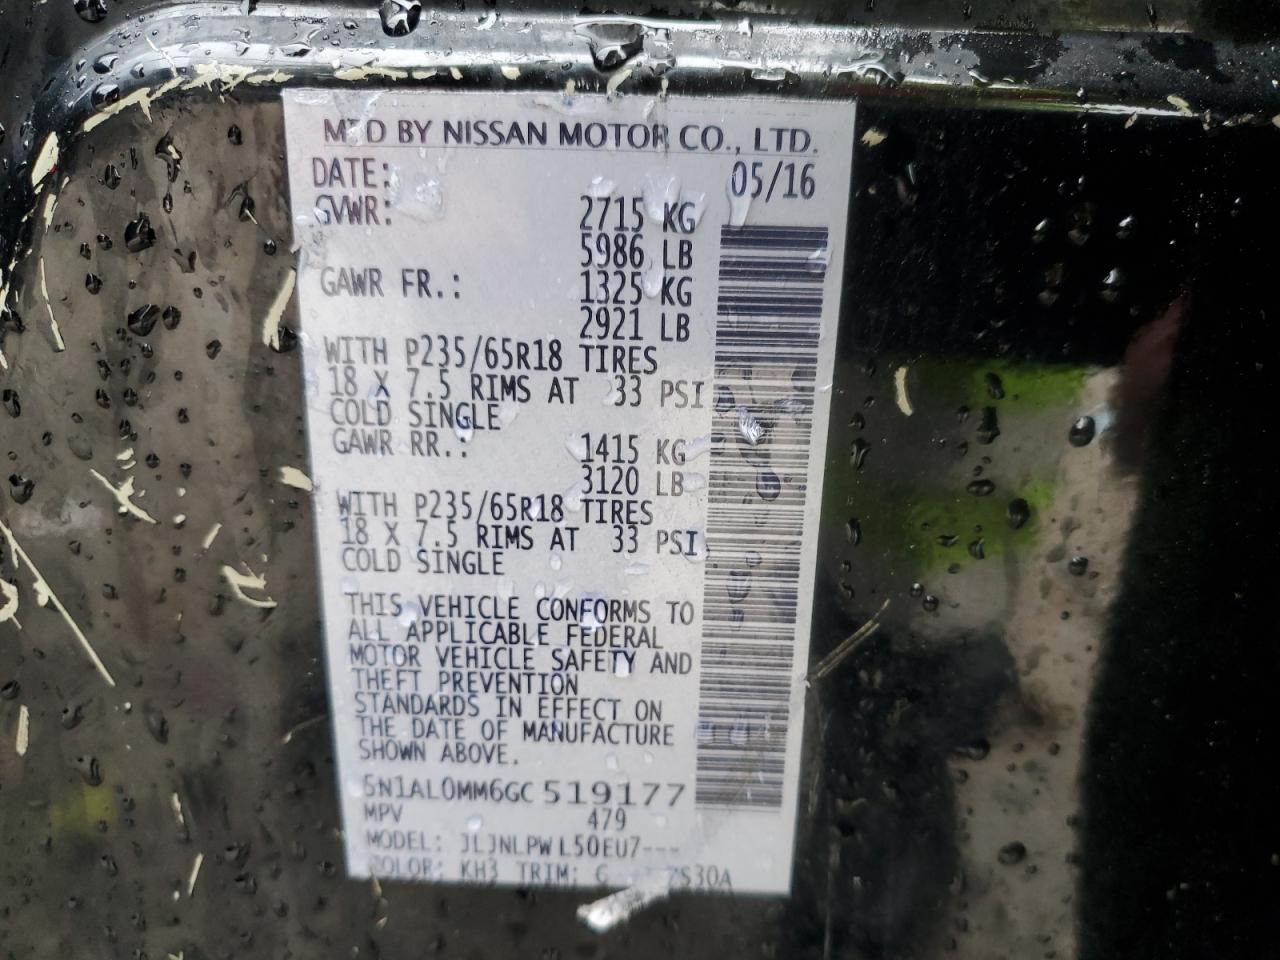 MFD BY NISSAN MOTOR CO., LTD.
DATE: 05/16
GVWR: 2715 KG
5986 LB
GAWR FR.: 1325 KG
2921 LB
WITH P235/65R18 TIRES
18 X 7.5 RIMS AT 33 PSI
COLD SINGLE
GAWR RR.: 1415 KG
3120 LB
WITH P235/65R18 TIRES
18 X 7.5 RIMS AT 33 PSI
COLD SINGLE
THIS VEHICLE CONFORMS TO
ALL APPLICABLE FEDERAL
MOTOR VEHICLE SAFETY AND
THEFT PREVENTION
STANDARDS IN EFFECT ON
THE DATE OF MANUFACTURE
SHOWN ABOVE.
5N1AL0MM6GC519177
MPV 479
MODEL: JLJNLPWL50EU7---
COLOR: KH3 TRIM: G